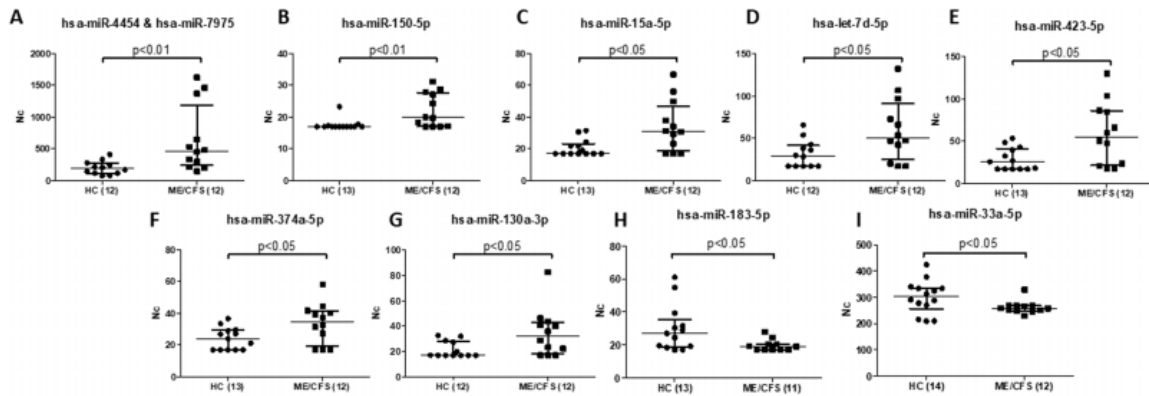 A
hsa-miR-4454 & hsa-miR-7975
p<0.01
2000
1500
1000
500
0
Nc
HC (12)
ME/CFS (12)
B
hsa-miR-150-5p
p<0.01
40
30
20
10
0
Nc
HC (13)
ME/CFS (12)
C
hsa-miR-15a-5p
p<0.05
80
60
40
20
0
Nc
HC (13)
ME/CFS (12)
D
hsa-let-7d-5p
p<0.05
150
100
50
0
Nc
HC (12)
ME/CFS (12)
E
hsa-miR-423-5p
p<0.05
150
100
50
0
Nc
HC (13)
ME/CFS (12)
F
hsa-miR-374a-5p
p<0.05
80
60
40
20
0
Nc
HC (13)
ME/CFS (12)
G
hsa-miR-130a-3p
p<0.05
100
80
60
40
20
0
Nc
HC (12)
ME/CFS (12)
H
hsa-miR-183-5p
p<0.05
80
60
40
20
0
Nc
HC (13)
ME/CFS (11)
I
hsa-miR-33a-5p
p<0.05
500
400
300
200
100
0
Nc
HC (14)
ME/CFS (12)